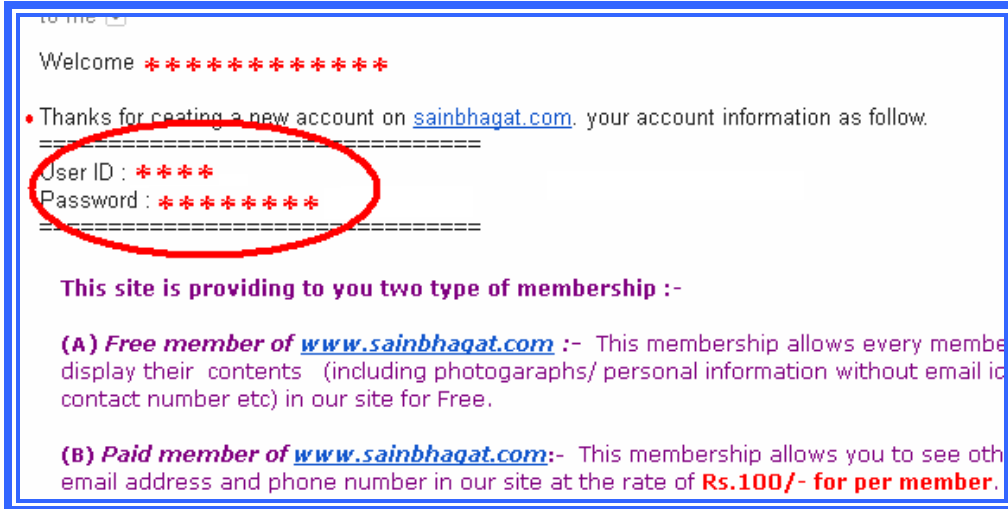 to me
Welcome ************
Thanks for ceating a new account on sainbhagat.com. your account information as follow.
================================
User ID : ****
Password : ********
================================
This site is providing to you two type of membership :-
(A) Free member of www.sainbhagat.com :- This membership allows every membe
display their contents (including photogaraphs/ personal information without email id
contact number etc) in our site for Free.
(B) Paid member of www.sainbhagat.com:- This membership allows you to see oth
email address and phone number in our site at the rate of Rs.100/- for per member.